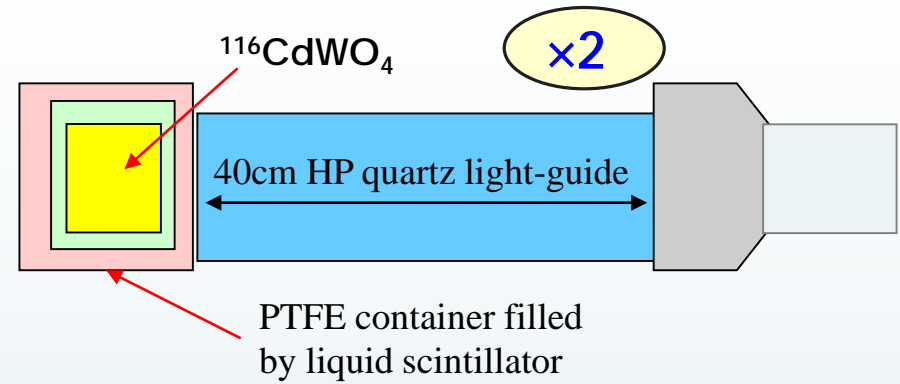 ¹¹⁶CdWO₄
×2
40cm HP quartz light-guide
PTFE container filled
by liquid scintillator